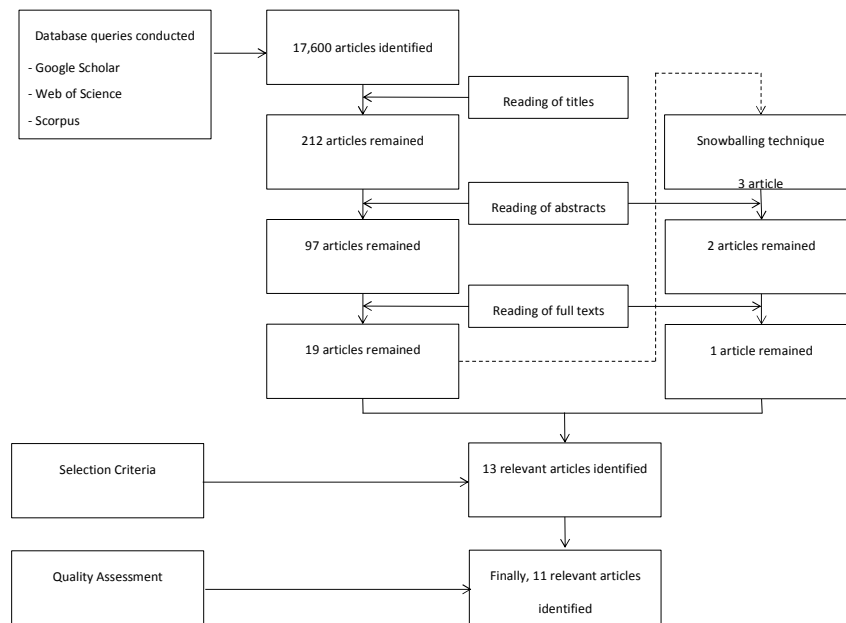 Database queries conducted
- Google Scholar
- Web of Science
- Scorpus
17,600 articles identified
Reading of titles
212 articles remained
Snowballing technique
3 article
Reading of abstracts
97 articles remained
2 articles remained
Reading of full texts
19 articles remained
1 article remained
Selection Criteria
13 relevant articles identified
Quality Assessment
Finally, 11 relevant articles
identified